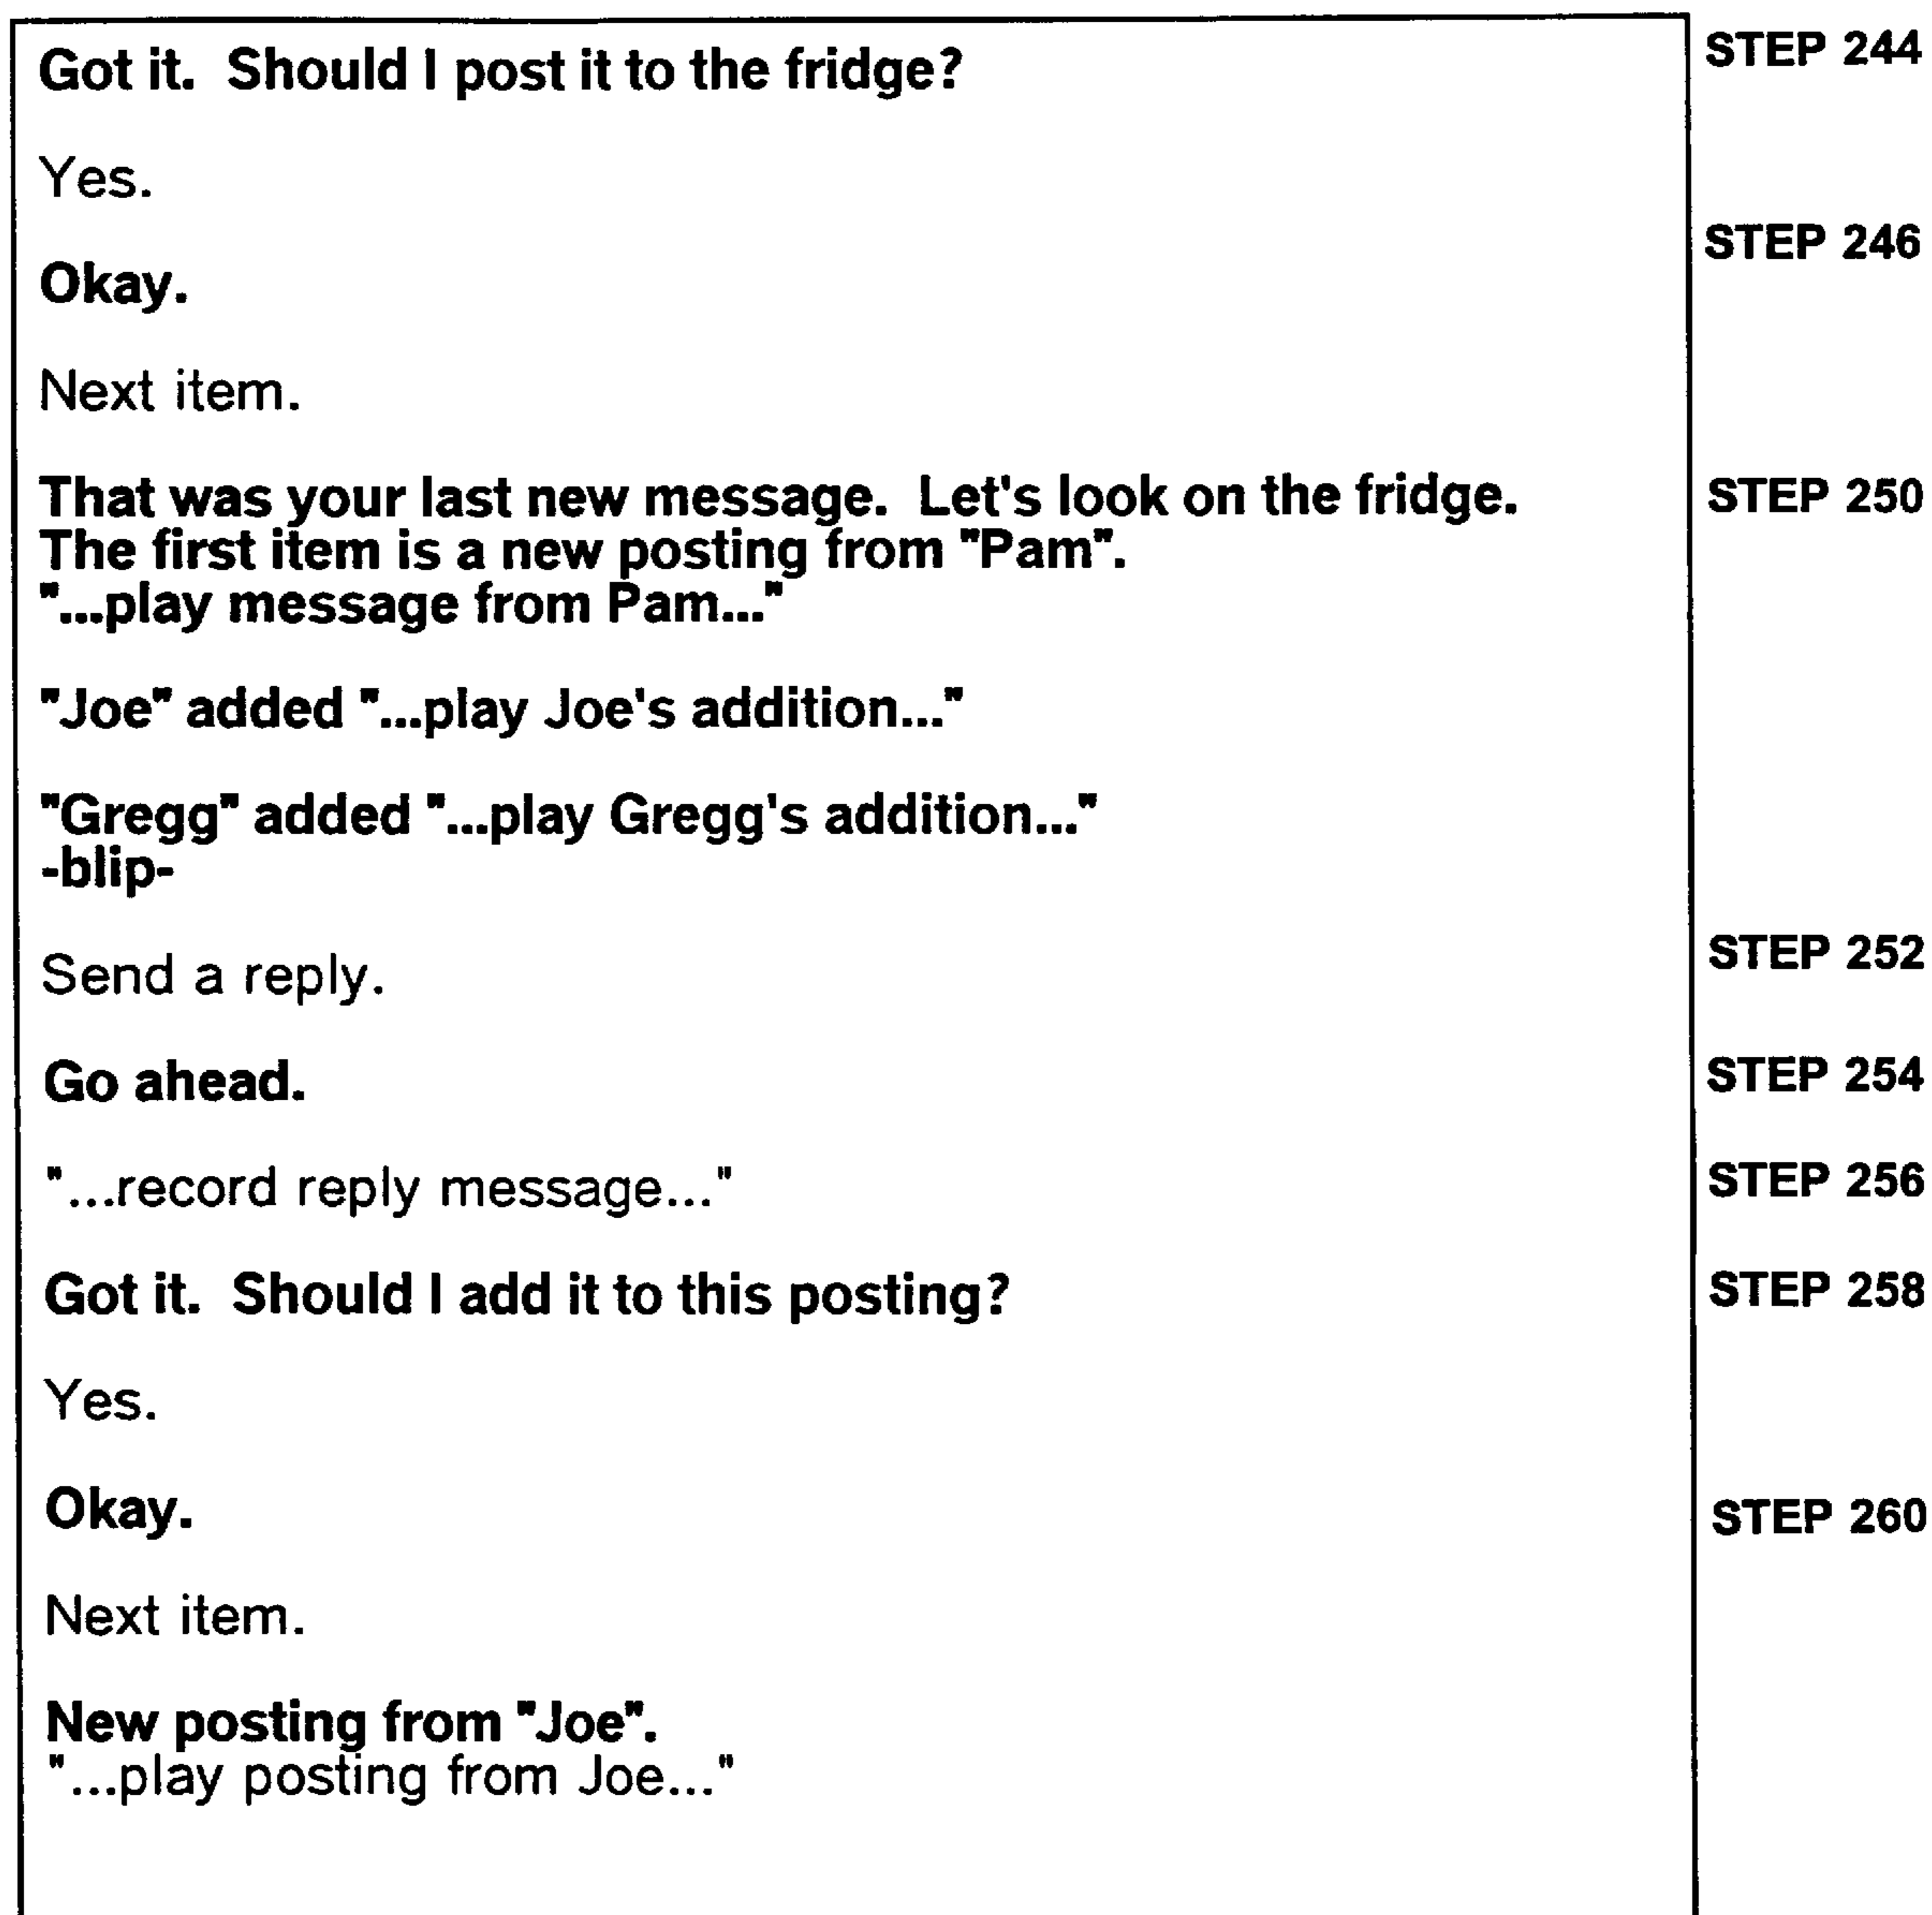 Got it. Should I post it to the fridge?
STEP 244
Yes.
STEP 246
Okay.
Next item.
That was your last new message. Let's look on the fridge.
STEP 250
The first item is a new posting from "Pam".
"...play message from Pam..."
"Joe" added "...play Joe's addition..."
"Gregg" added "...play Gregg's addition..."
-blip-
Send a reply.
STEP 252
Go ahead.
STEP 254
"...record reply message..."
STEP 256
Got it. Should I add it to this posting?
STEP 258
Yes.
Okay.
STEP 260
Next item.
New posting from "Joe".
"...play posting from Joe..."